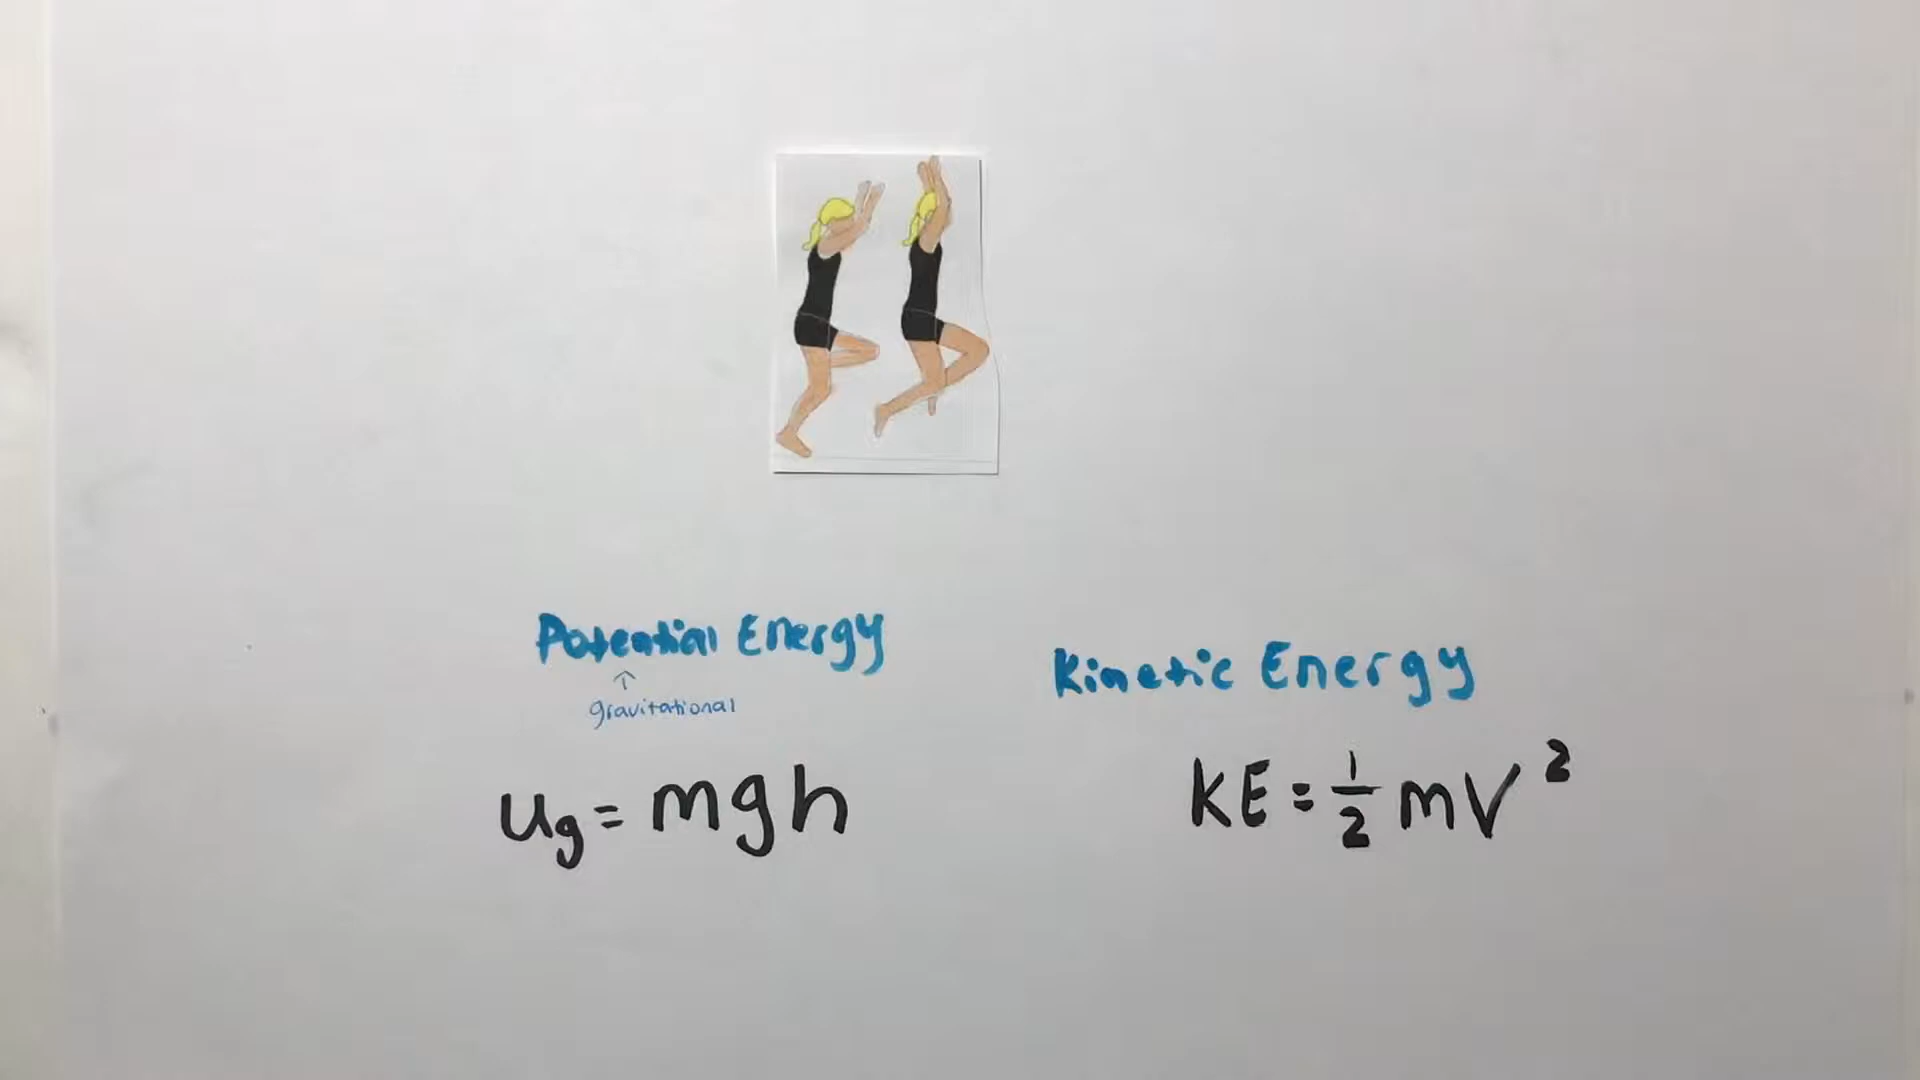 Potential Energy
↑
gravitational
Ug = mgh
Kinetic Energy
KE = 1/2 mV²